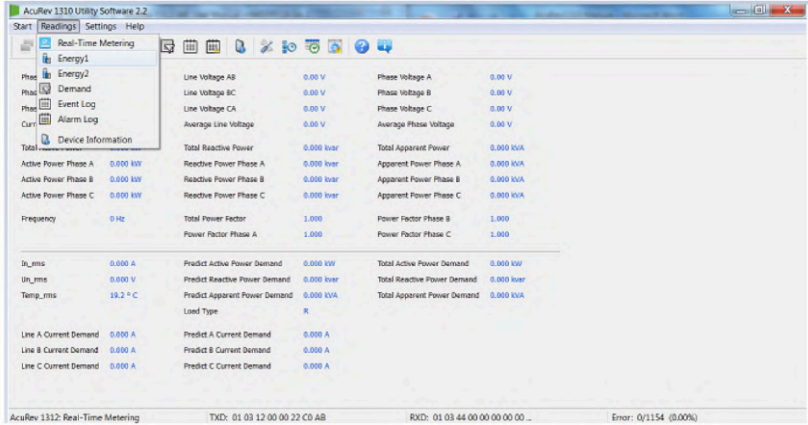 AcuRev 1310 Utility Software 2.2
Start Readings Settings Help
Real-Time Metering
Energy1
Energy2
Demand
Event Log
Alarm Log
Device Information
Line Voltage AB 0.00 V Phase Voltage A 0.00 V
Line Voltage BC 0.00 V Phase Voltage B 0.00 V
Line Voltage CA 0.00 V Phase Voltage C 0.00 V
Average Line Voltage 0.00 V Average Phase Voltage 0.00 V
Total Reactive Power 0.000 kvar Total Apparent Power 0.000 kVA
Active Power Phase A 0.000 kW Reactive Power Phase A 0.000 kvar Apparent Power Phase A 0.000 kVA
Active Power Phase B 0.000 kW Reactive Power Phase B 0.000 kvar Apparent Power Phase B 0.000 kVA
Active Power Phase C 0.000 kW Reactive Power Phase C 0.000 kvar Apparent Power Phase C 0.000 kVA
Frequency 0 Hz Total Power Factor 1.000 Power Factor Phase B 1.000
Power Factor Phase A 1.000 Power Factor Phase C 1.000
In_rms 0.000 A Predict Active Power Demand 0.000 kW Total Active Power Demand 0.000 kW
Un_rms 0.000 V Predict Reactive Power Demand 0.000 kvar Total Reactive Power Demand 0.000 kvar
Temp_rms 19.2 ° C Predict Apparent Power Demand 0.000 kVA Total Apparent Power Demand 0.000 kVA
Load Type R
Line A Current Demand 0.000 A Predict A Current Demand 0.000 A
Line B Current Demand 0.000 A Predict B Current Demand 0.000 A
Line C Current Demand 0.000 A Predict C Current Demand 0.000 A
AcuRev 1312: Real-Time Metering TXD: 01 03 12 00 00 22 C0 AB RXD: 01 03 44 00 00 00 00 00 ... Error: 0/1154 (0.00%)